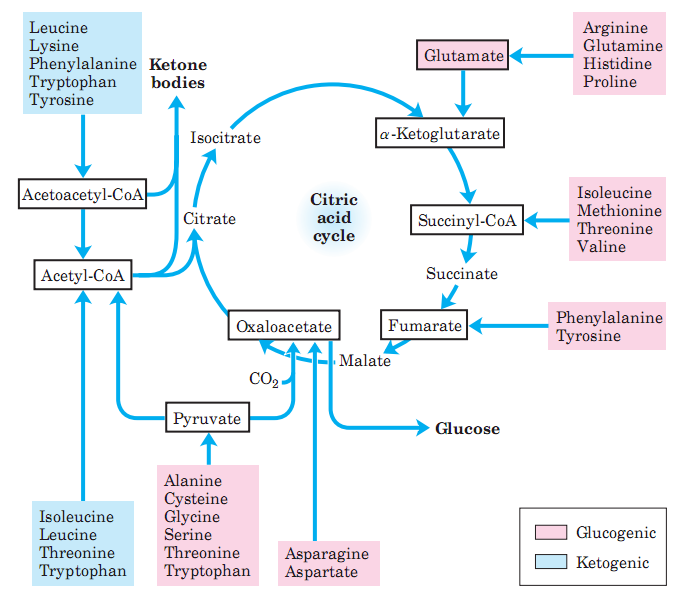 Leucine
Lysine
Phenylalanine
Tryptophan
Tyrosine
Ketone
bodies
Glutamate
Arginine
Glutamine
Histidine
Proline
Isocitrate
α-Ketoglutarate
Acetoacetyl-CoA
Citrate
Citric
acid
cycle
Succinyl-CoA
Isoleucine
Methionine
Threonine
Valine
Acetyl-CoA
Succinate
Oxaloacetate
Fumarate
Phenylalanine
Tyrosine
Malate
CO₂
Pyruvate
Glucose
Alanine
Cysteine
Glycine
Serine
Threonine
Tryptophan
Isoleucine
Leucine
Threonine
Tryptophan
Asparagine
Aspartate
Glucogenic
Ketogenic